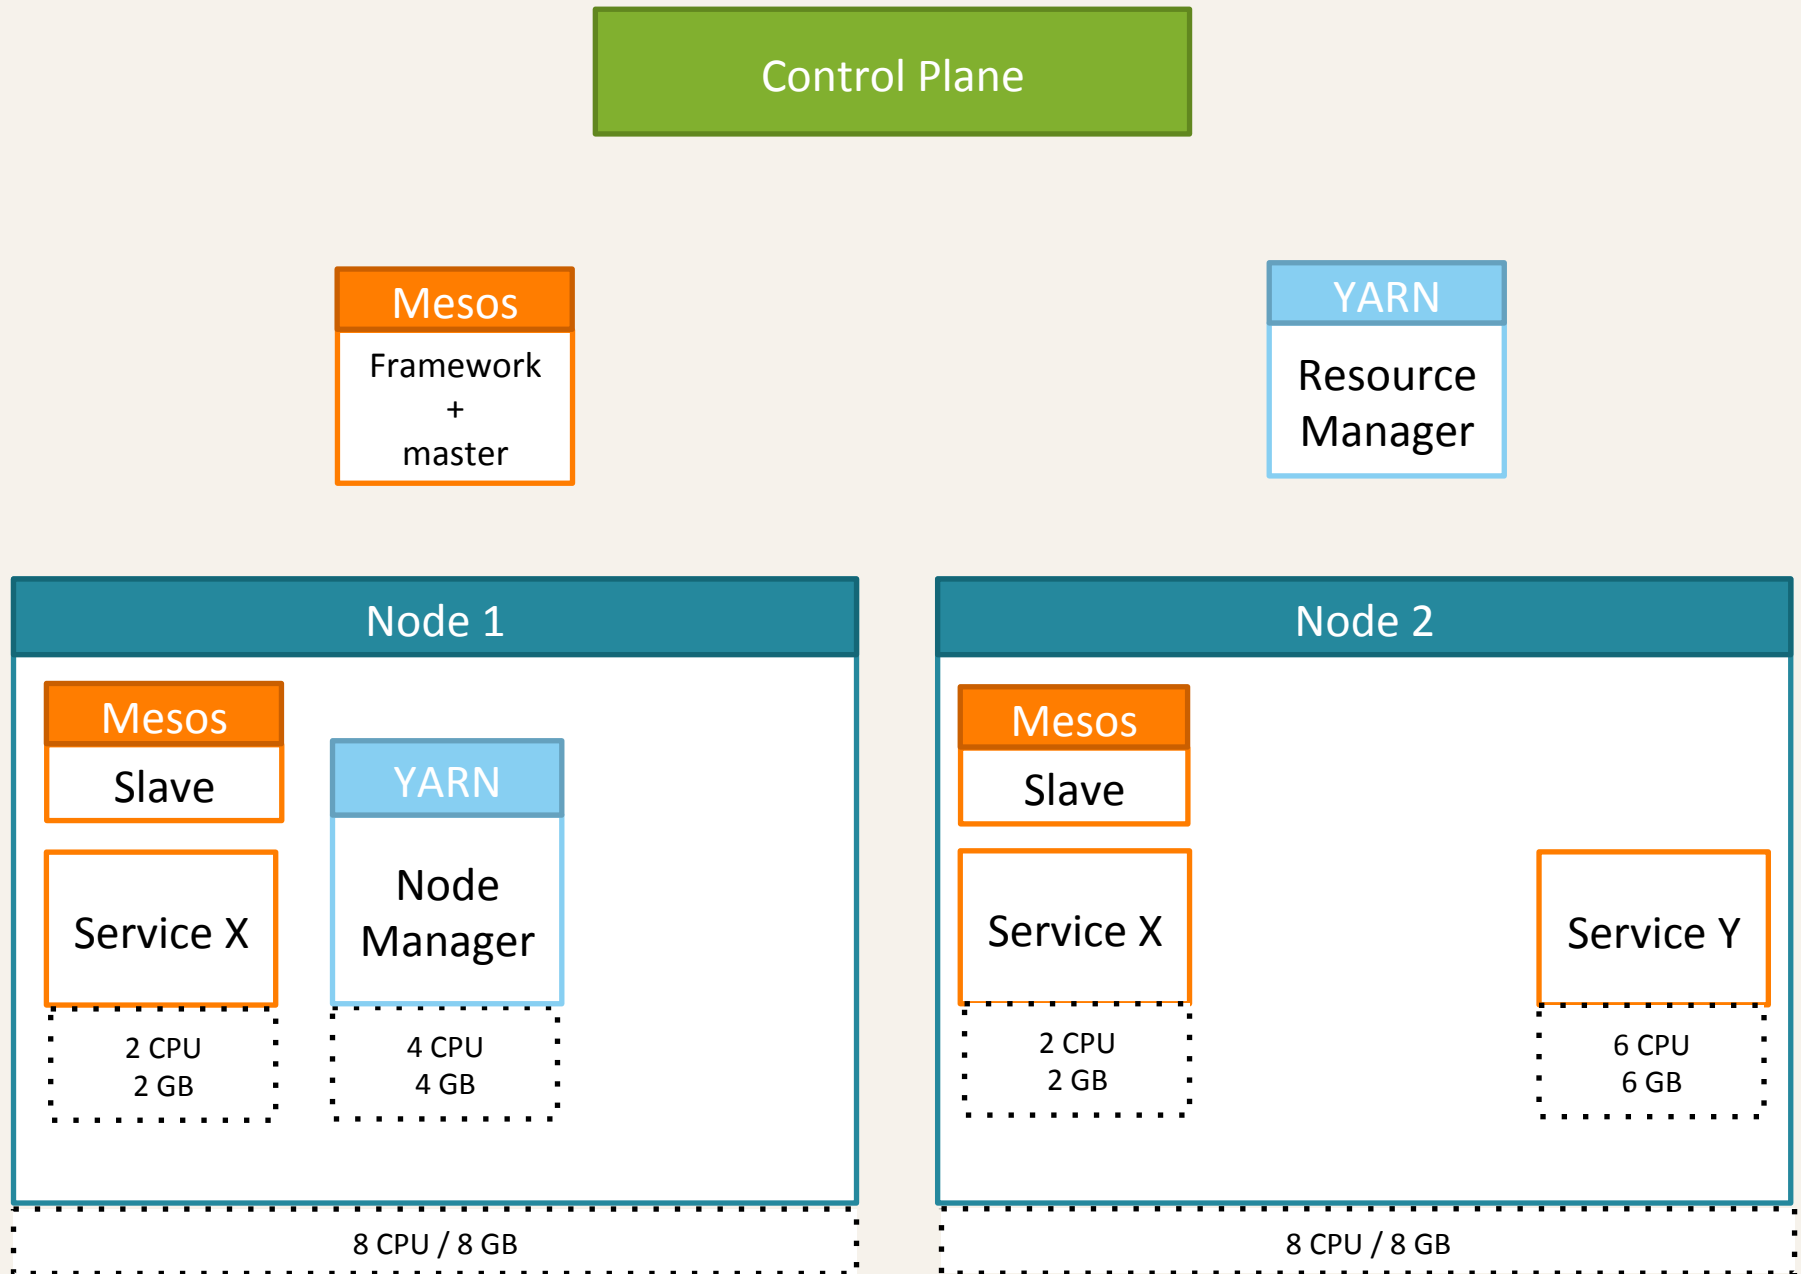 Control Plane
Mesos
Framework
+
master
YARN
Resource
Manager
Node 1
Mesos
Slave
Service X
2 CPU
2 GB
YARN
Node
Manager
4 CPU
4 GB
8 CPU / 8 GB
Node 2
Mesos
Slave
Service X
2 CPU
2 GB
Service Y
6 CPU
6 GB
8 CPU / 8 GB